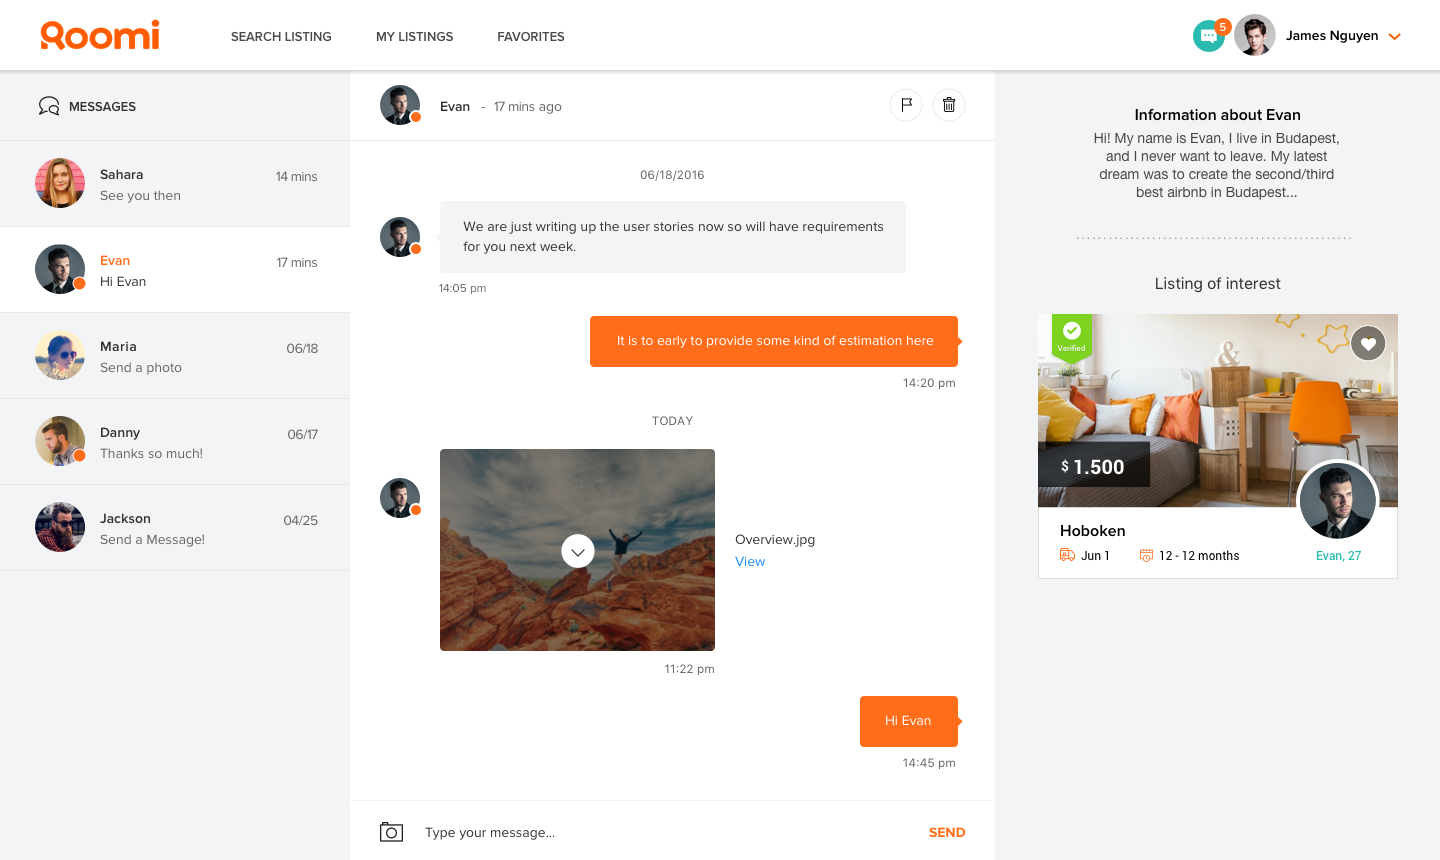 Roomi
SEARCH LISTING
MY LISTINGS
FAVORITES
5
James Nguyen
MESSAGES
Sahara
14 mins
See you then
Evan
17 mins
Hi Evan
Maria
06/18
Send a photo
Danny
06/17
Thanks so much!
Jackson
04/25
Send a Message!
Evan - 17 mins ago
06/18/2016
We are just writing up the user stories now so will have requirements
for you next week.
14:05 pm
It is to early to provide some kind of estimation here
14:20 pm
TODAY
Overview.jpg
View
11:22 pm
Hi Evan
14:45 pm
Type your message...
SEND
Information about Evan
Hi! My name is Evan, I live in Budapest,
and I never want to leave. My latest
dream was to create the second/third
best airbnb in Budapest...
Listing of interest
Verified
&
$ 1.500
Hoboken
Jun 1
12 - 12 months
Evan, 27